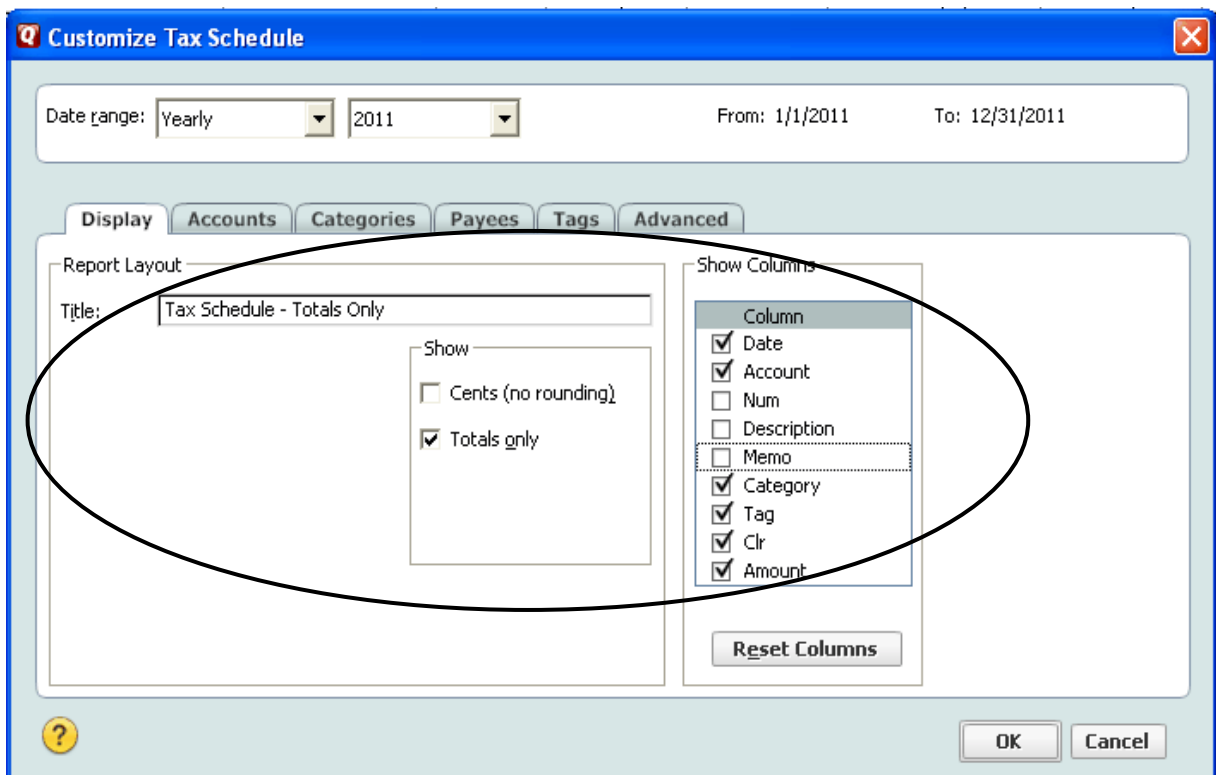 Customize Tax Schedule
Date range: Yearly 2011 From: 1/1/2011 To: 12/31/2011
Display Accounts Categories Payees Tags Advanced
Report Layout
Title: Tax Schedule - Totals Only
Show
Cents (no rounding)
Totals only
Show Columns
Column
Date
Account
Num
Description
Memo
Category
Tag
Clr
Amount
Reset Columns
?
OK Cancel